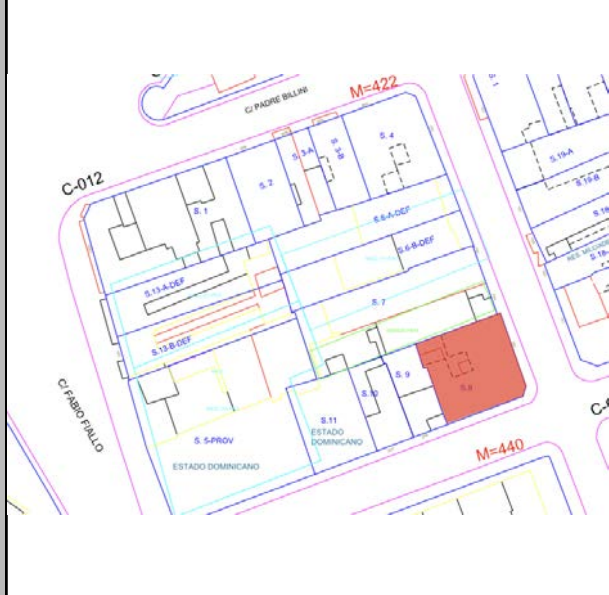 M=422
C/ PADRE BILLINI
C-012
S. 4
S. 3-A
S. 3-B
S. 2
S. 1
S.19-A
S.19-B
S.6-A-DEF
S.6-B-DEF
S.13-A-DEF
S. 7
S.13-B-DEF
C/ FABIO FIALLO
S. 9
S.8
S.10
S.11
ESTADO
DOMINICANO
S. 5-PROV
ESTADO DOMINICANO
M=440